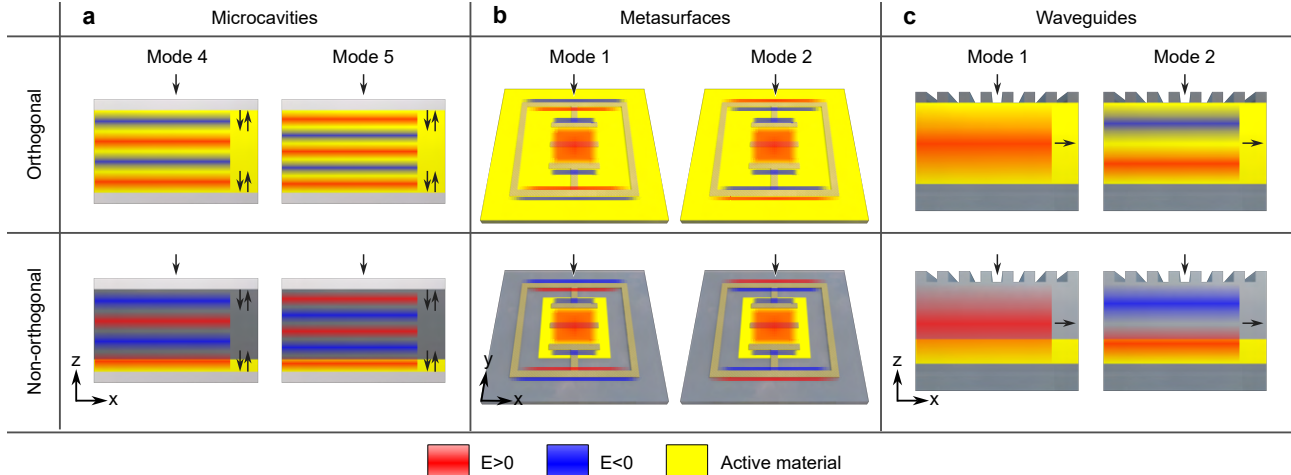 a Microcavities
b Metasurfaces
c Waveguides
Orthogonal
Mode 4
Mode 5
Mode 1
Mode 2
Mode 1
Mode 2
Non-orthogonal
z
x
y
x
z
x
E>0
E<0
Active material